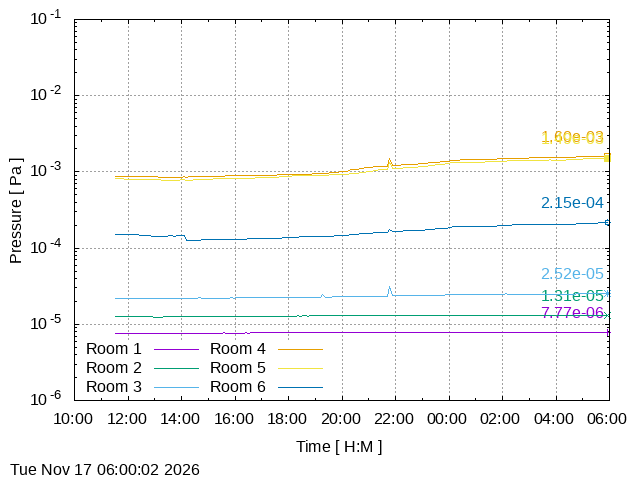 10^-1
10^-2
10^-3
10^-4
10^-5
10^-6
Pressure [ Pa ]
1.60e-03
2.15e-04
2.52e-05
1.31e-05
7.77e-06
Room 1 Room 4
Room 2 Room 5
Room 3 Room 6
10:00 12:00 14:00 16:00 18:00 20:00 22:00 00:00 02:00 04:00 06:00
Time [ H:M ]
Tue Nov 17 06:00:02 2026